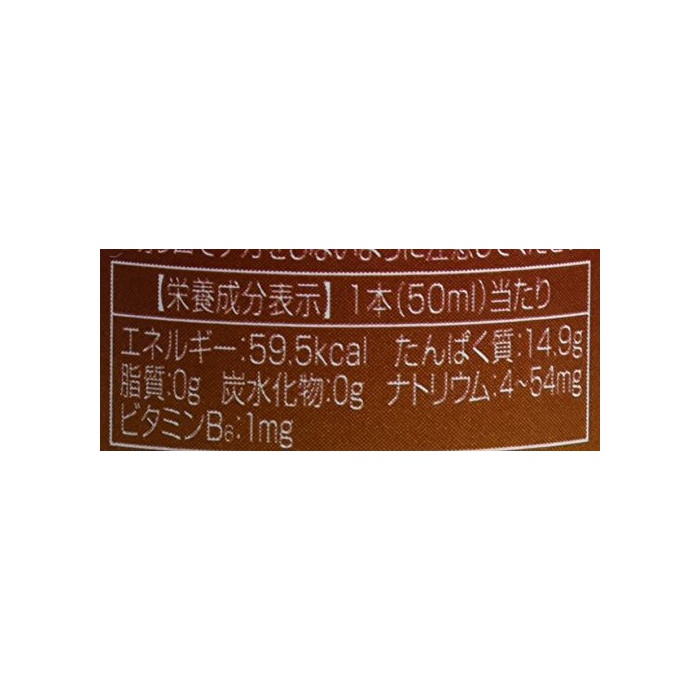 【栄養成分表示】1本(50ml)当たり
エネルギー:59.5kcal たんぱく質:14.9g
脂質:0g 炭水化物:0g ナトリウム:4~54mg
ビタミンB₆:1mg